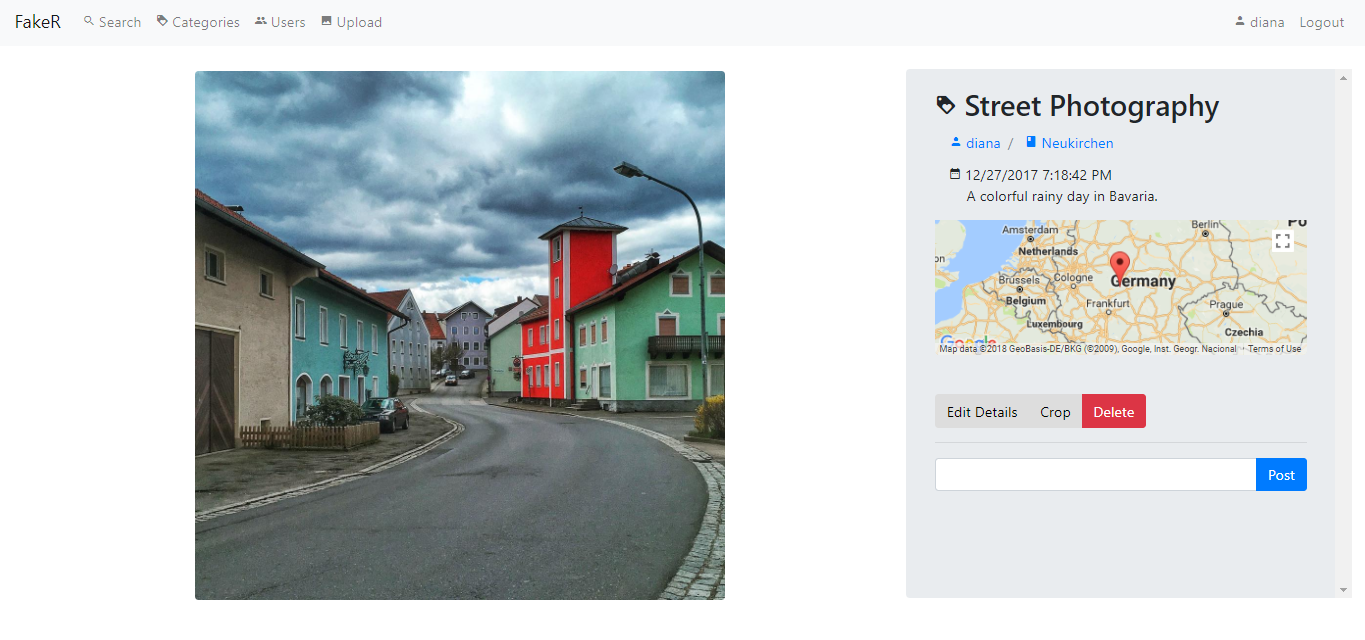 FakeR Search Categories Users Upload diana Logout
Street Photography
diana / Neukirchen
12/27/2017 7:18:42 PM
A colorful rainy day in Bavaria.
Amsterdam
Berlin
Po
Netherlands
on
Brussels
Cologne
Germany
Belgium
Frankfurt
Prague
Luxembourg
Czechia
Google
Map data ©2018 GeoBasis-DE/BKG (©2009), Google, Inst. Geogr. Nacional Terms of Use
Edit Details Crop Delete
Post